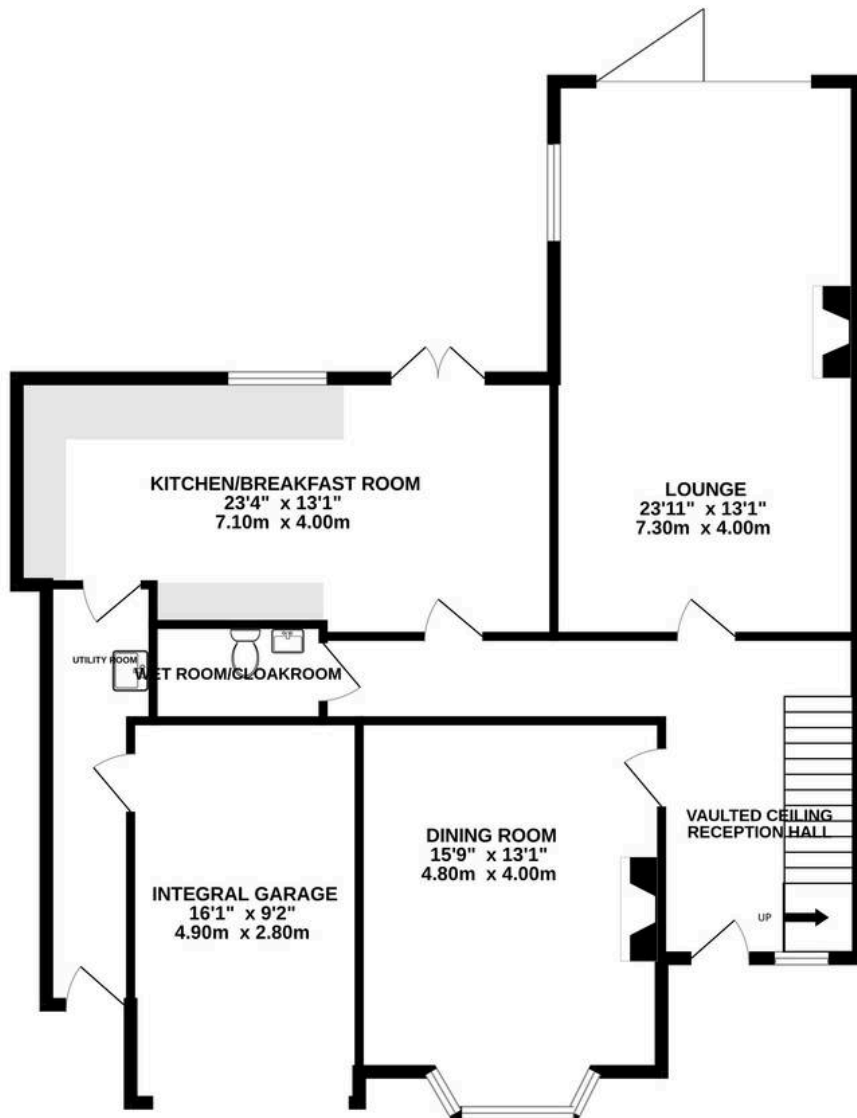 KITCHEN/BREAKFAST ROOM
23'4" x 13'1"
7.10m x 4.00m
LOUNGE
23'11" x 13'1"
7.30m x 4.00m
UTILITY ROOM
WET ROOM/CLOAKROOM
VAULTED CEILING
RECEPTION HALL
DINING ROOM
15'9" x 13'1"
4.80m x 4.00m
INTEGRAL GARAGE
16'1" x 9'2"
4.90m x 2.80m
UP